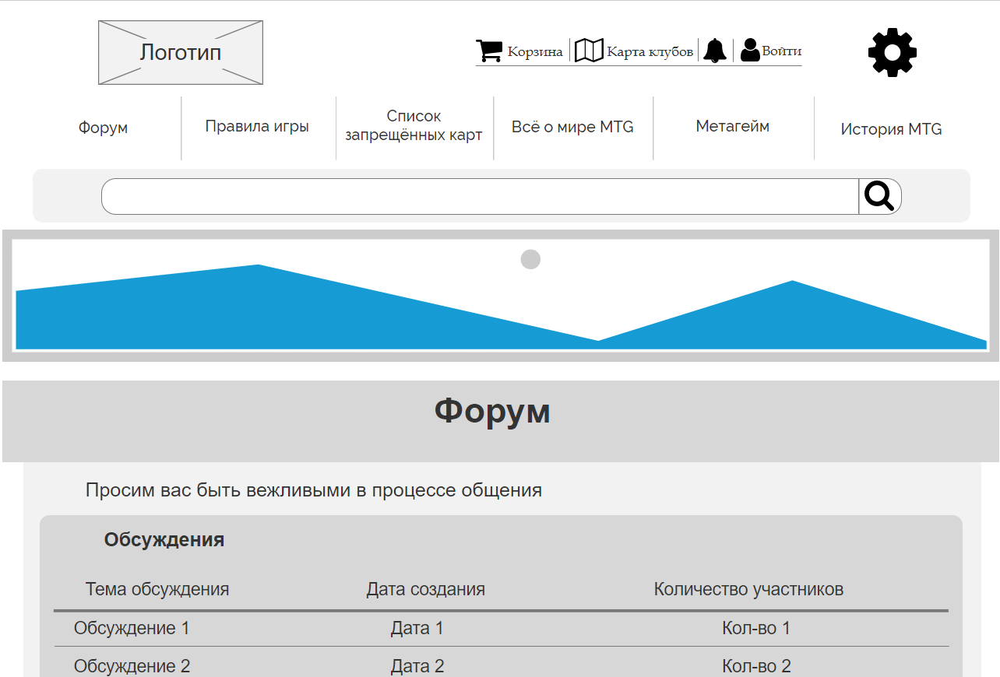 Логотип
Корзина Карта клубов Войти
Форум Правила игры Список запрещённых карт Всё о мире MTG Метагейм История MTG
Форум
Просим вас быть вежливыми в процессе общения
Обсуждения
Тема обсуждения Дата создания Количество участников
Обсуждение 1 Дата 1 Кол-во 1
Обсуждение 2 Дата 2 Кол-во 2